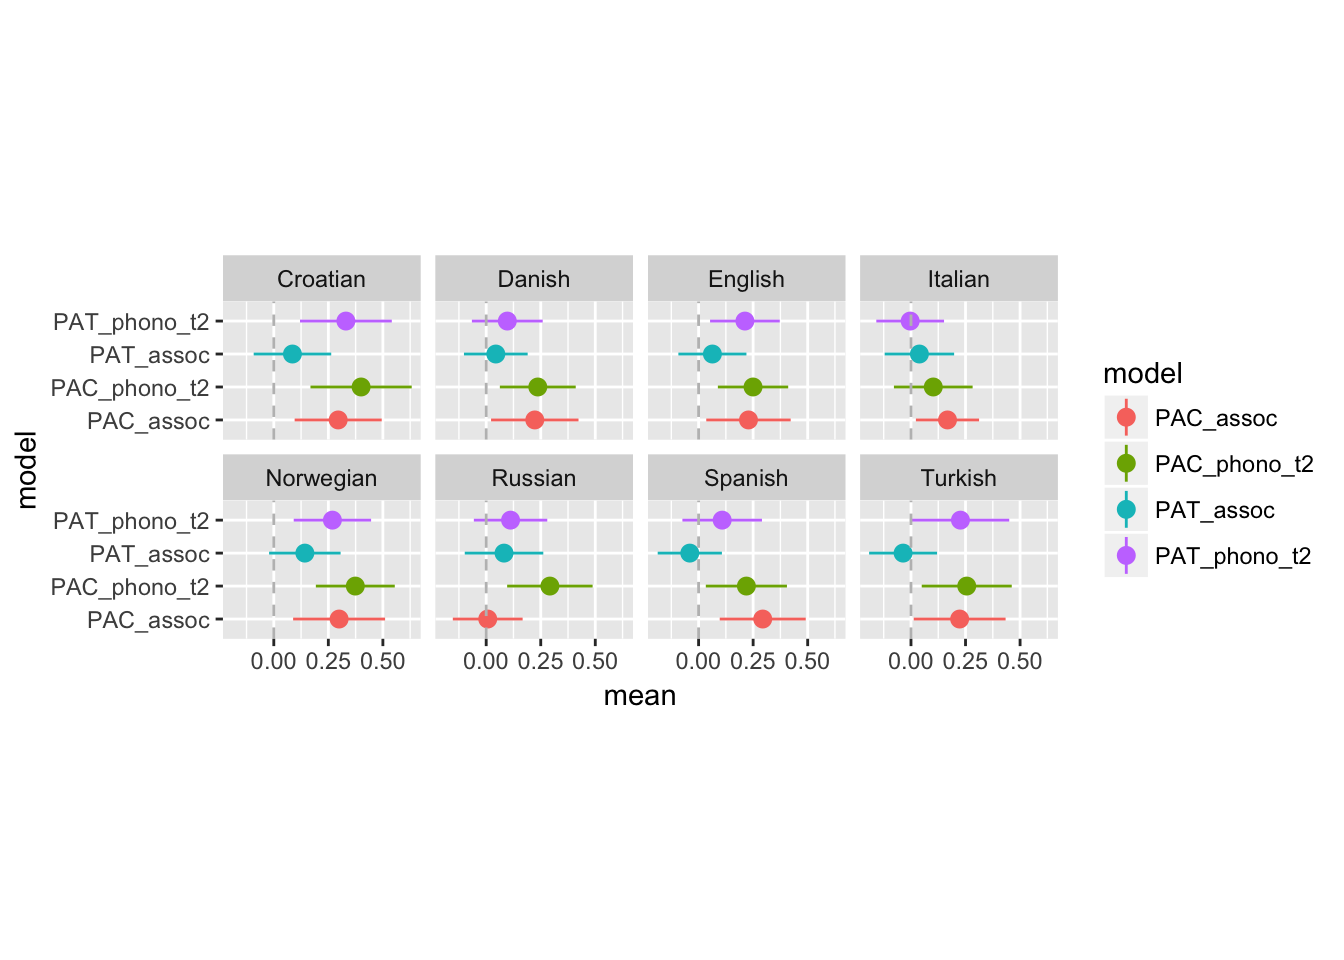 Croatian Danish English Italian
PAT_phono_t2
PAT_assoc
PAC_phono_t2
PAC_assoc
Norwegian Russian Spanish Turkish
PAT_phono_t2
PAT_assoc
PAC_phono_t2
PAC_assoc
0.00 0.25 0.50 0.00 0.25 0.50 0.00 0.25 0.50 0.00 0.25 0.50
mean
model
model
PAC_assoc
PAC_phono_t2
PAT_assoc
PAT_phono_t2